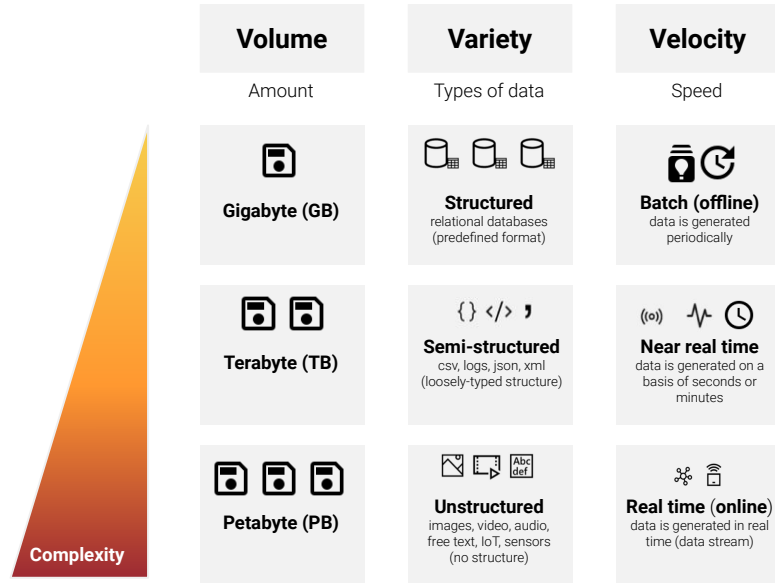 Volume
Variety
Velocity
Amount
Types of data
Speed
Gigabyte (GB)
Structured
relational databases
(predefined format)
Batch (offline)
data is generated
periodically
Terabyte (TB)
{ } </> ,
Semi-structured
csv, logs, json, xml
(loosely-typed structure)
Near real time
data is generated on a
basis of seconds or
minutes
Petabyte (PB)
Abc
def
Unstructured
images, video, audio,
free text, IoT, sensors
(no structure)
Real time (online)
data is generated in real
time (data stream)
Complexity